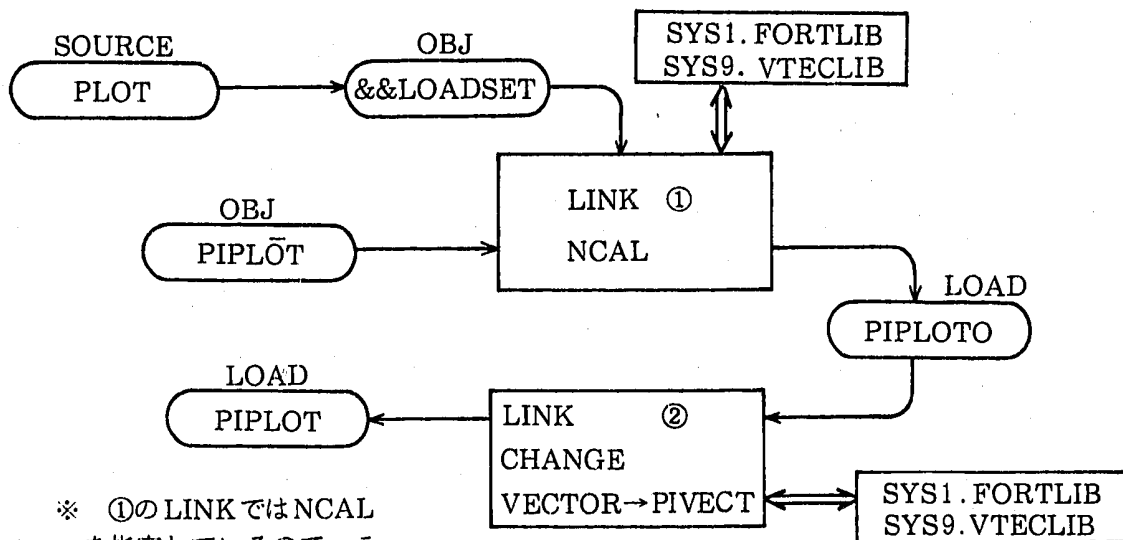 SOURCE
PLOT
OBJ
&&LOADSET
SYS1. FORTLIB
SYS9. VTECLIB
OBJ
PIPLŌT
LINK ①
NCAL
LOAD
PIPLOTO
LOAD
PIPLOT
LINK ②
CHANGE
VECTOR→PIVECT
SYS1. FORTLIB
SYS9. VTECLIB
※ ①のLINKではNCAL